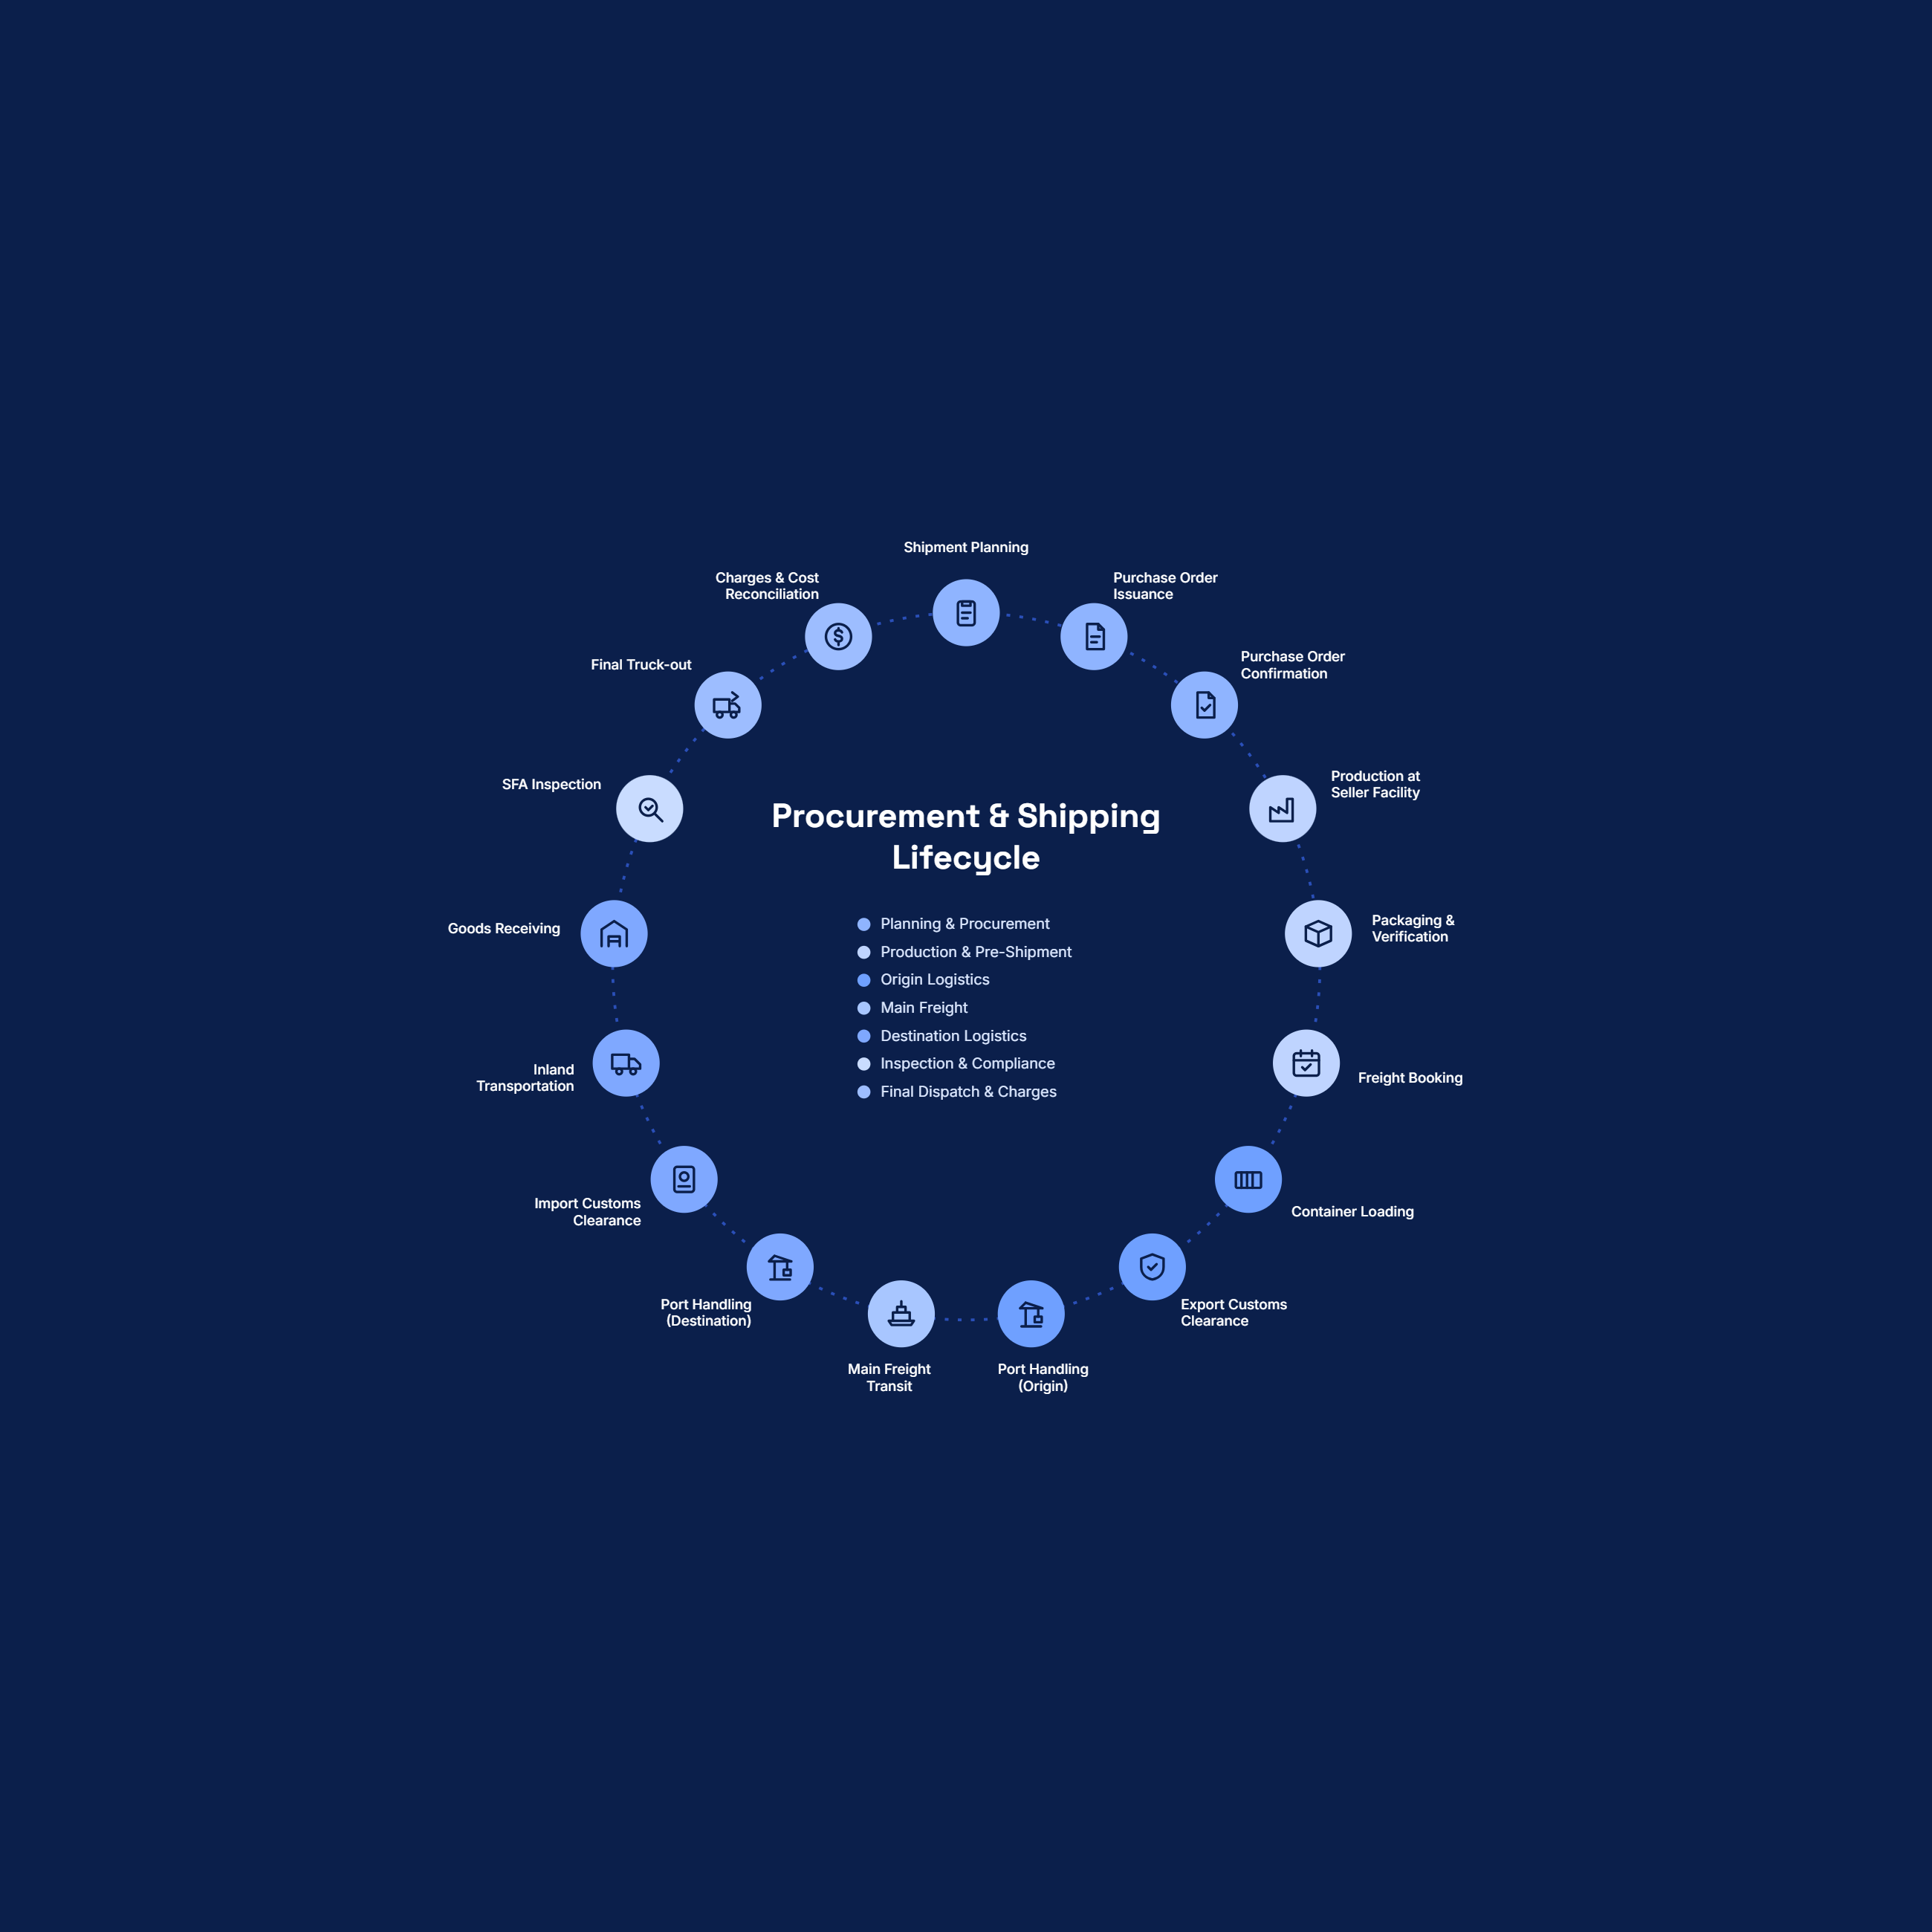 Shipment Planning
Charges & Cost
Reconciliation
Purchase Order
Issuance
Final Truck-out
Purchase Order
Confirmation
SFA Inspection
Production at
Seller Facility
Procurement & Shipping
Lifecycle
Goods Receiving
Packaging &
Verification
Planning & Procurement
Production & Pre-Shipment
Origin Logistics
Main Freight
Destination Logistics
Inspection & Compliance
Final Dispatch & Charges
Inland
Transportation
Freight Booking
Import Customs
Clearance
Container Loading
Port Handling
(Destination)
Export Customs
Clearance
Main Freight
Transit
Port Handling
(Origin)